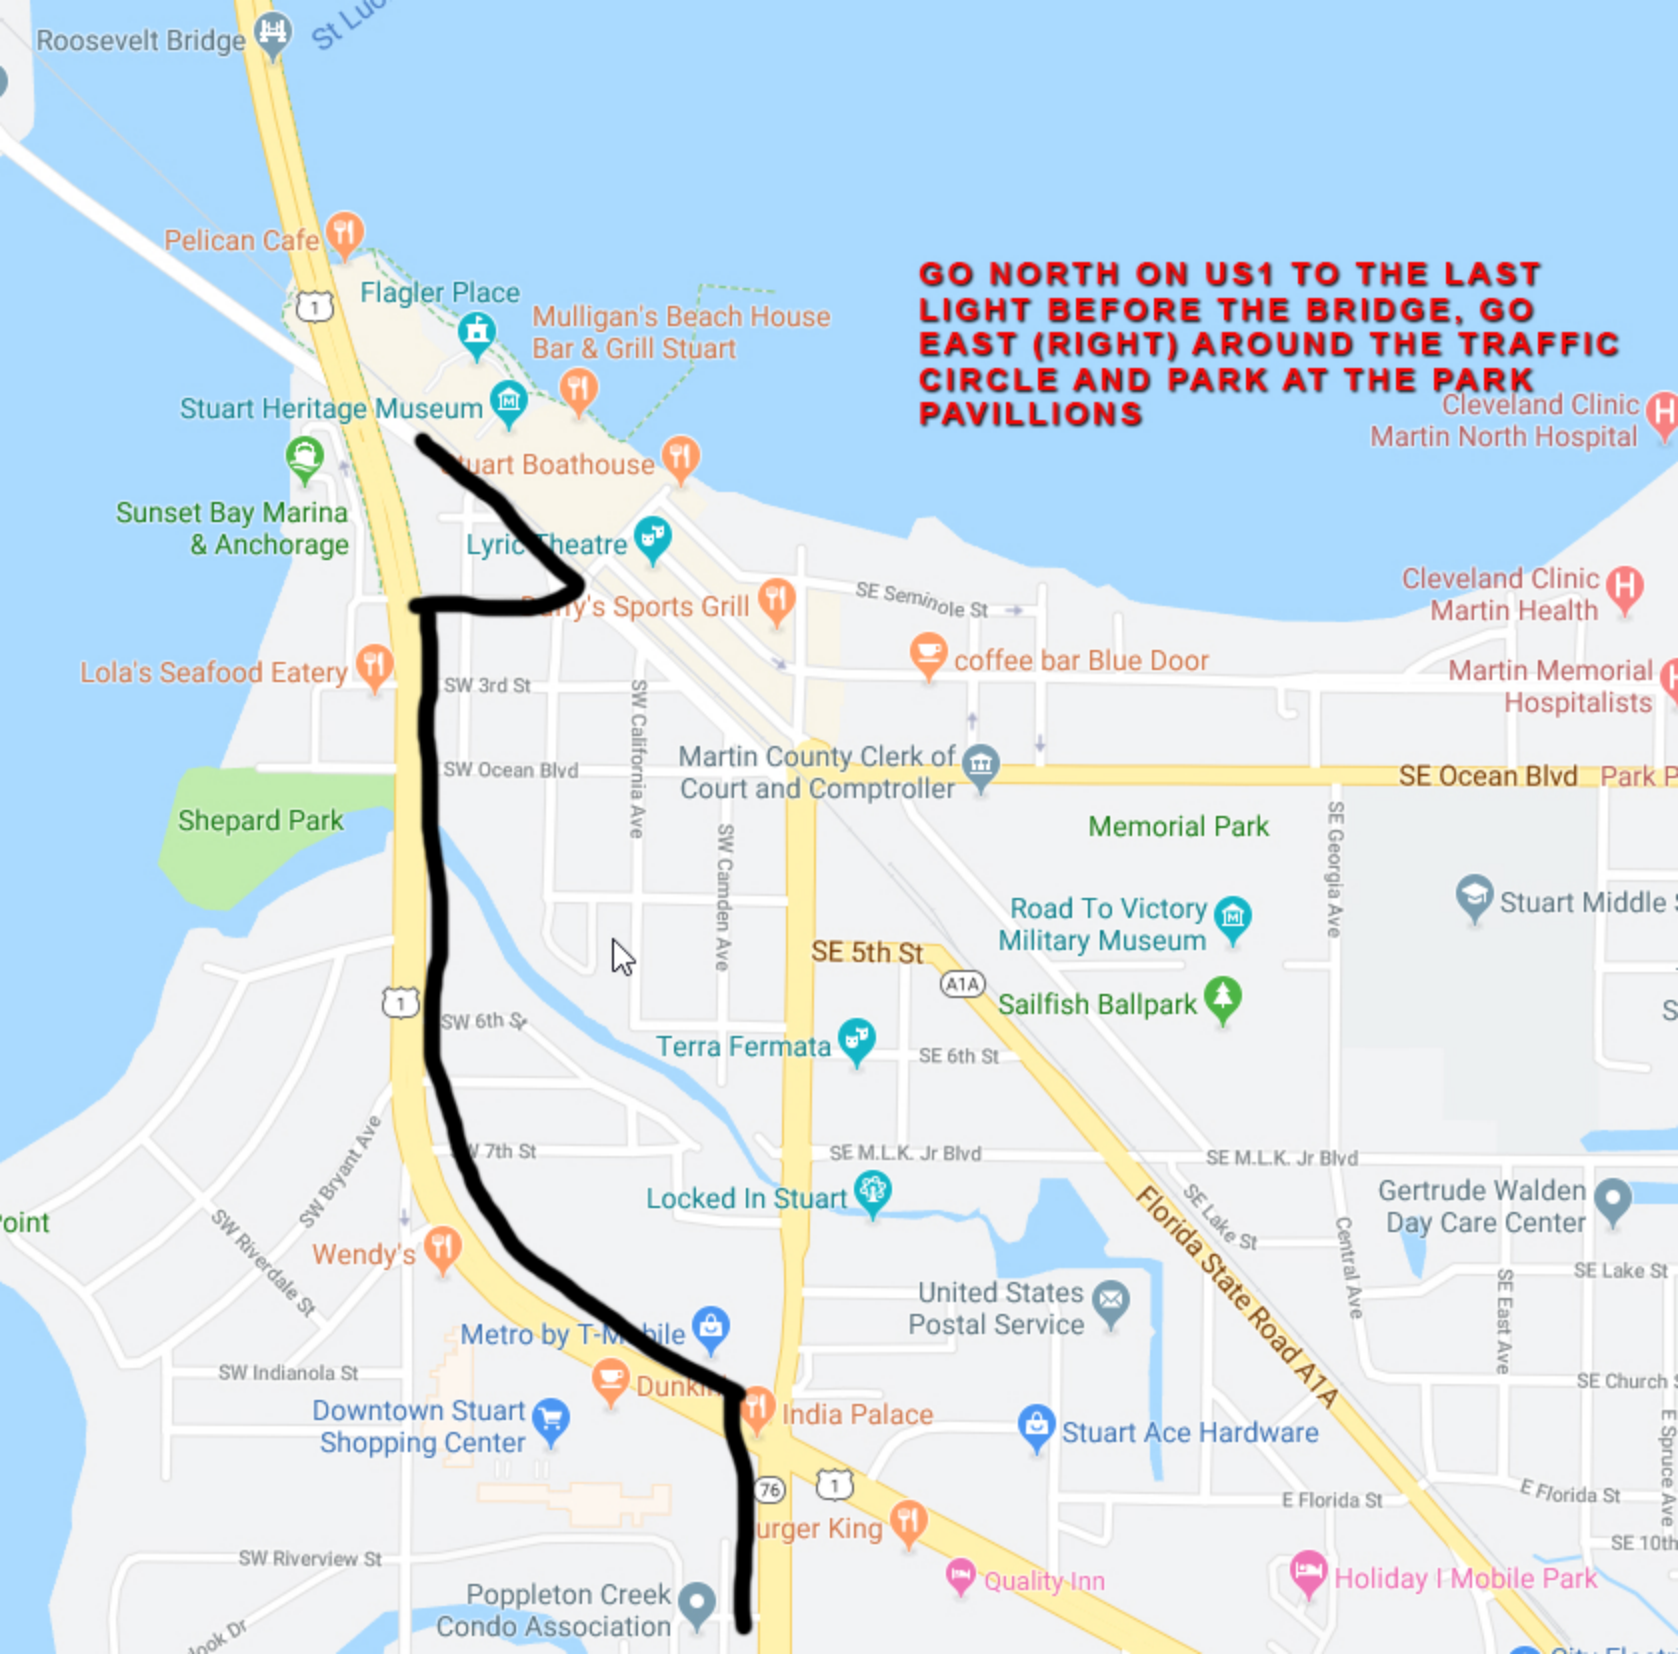 Roosevelt Bridge
St Luc
Pelican Cafe
1
Flagler Place
Mulligan's Beach House
Bar & Grill Stuart
GO NORTH ON US1 TO THE LAST
LIGHT BEFORE THE BRIDGE, GO
EAST (RIGHT) AROUND THE TRAFFIC
CIRCLE AND PARK AT THE PARK
PAVILLIONS
Cleveland Clinic
Martin North Hospital
Stuart Heritage Museum
tuart Boathouse
Sunset Bay Marina
& Anchorage
Lyric Theatre
Cleveland Clinic
Martin Health
SE Seminole St
's Sports Grill
Lola's Seafood Eatery
coffee bar Blue Door
Martin Memorial
Hospitalists
SW 3rd St
SW California Ave
SW Ocean Blvd
Martin County Clerk of
Court and Comptroller
SE Ocean Blvd
Park P
Shepard Park
Memorial Park
SE Georgia Ave
SW Camden Ave
Road To Victory
Military Museum
Stuart Middle S
SE 5th St
A1A
1
Sailfish Ballpark
S
SW 6th St
Terra Fermata
SE 6th St
SW Bryant Ave
W 7th St
SE M.L.K. Jr Blvd
SE M.L.K. Jr Blvd
Locked In Stuart
SE Lake St
Gertrude Walden
Day Care Center
Point
SW Riverdale St
Wendy's
Florida State Road A1A
Central Ave
SE Lake St
SE East Ave
United States
Postal Service
Metro by T-Mobile
SW Indianola St
Dunkin
SE Church S
Downtown Stuart
Shopping Center
India Palace
Stuart Ace Hardware
E Spruce Ave
76
1
E Florida St
E Florida St
urger King
SE 10th
SW Riverview St
Quality Inn
Holiday I Mobile Park
Poppleton Creek
Condo Association
ook Dr
City Electri